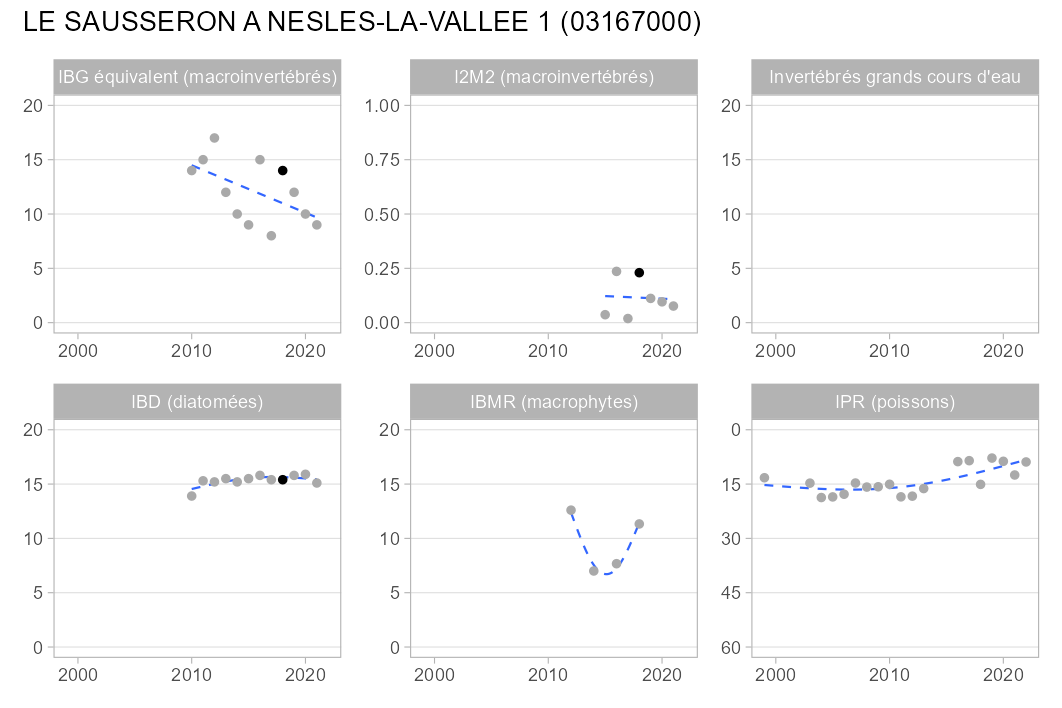 LE SAUSSERON A NESLES-LA-VALLEE 1 (03167000)
IBG équivalent (macroinvertébrés)
I2M2 (macroinvertébrés)
Invertébrés grands cours d'eau
20
15
10
5
0
2000 2010 2020
1.00
0.75
0.50
0.25
0.00
2000 2010 2020
20
15
10
5
0
2000 2010 2020
IBD (diatomées)
IBMR (macrophytes)
IPR (poissons)
20
15
10
5
0
2000 2010 2020
20
15
10
5
0
2000 2010 2020
0
15
30
45
60
2000 2010 2020